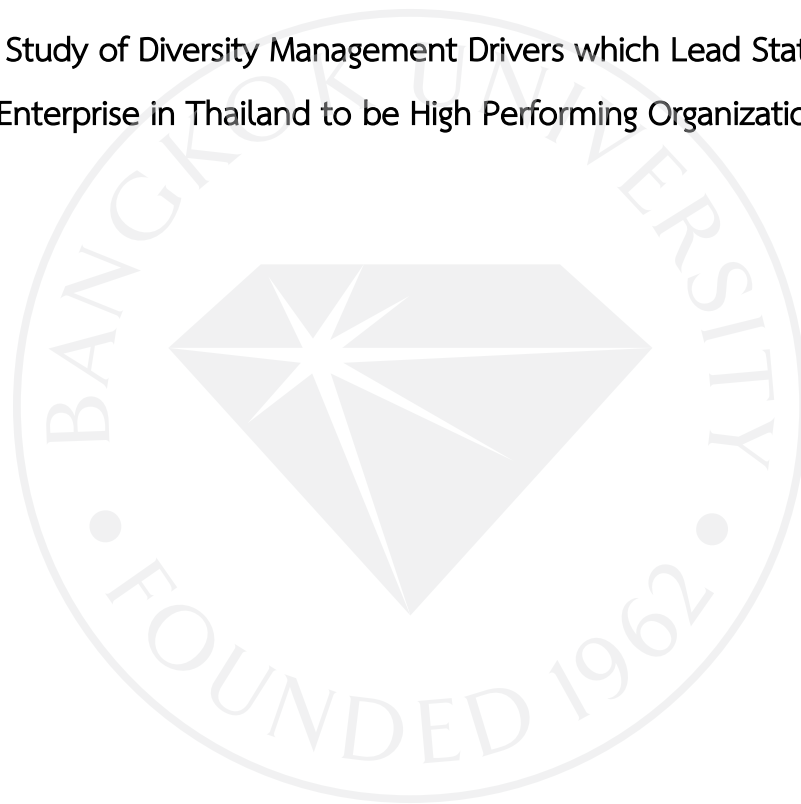 Study of Diversity Management Drivers which Lead Stat
Enterprise in Thailand to be High Performing Organizatio
BANGKOK UNIVERSITY
FOUNDED 1962